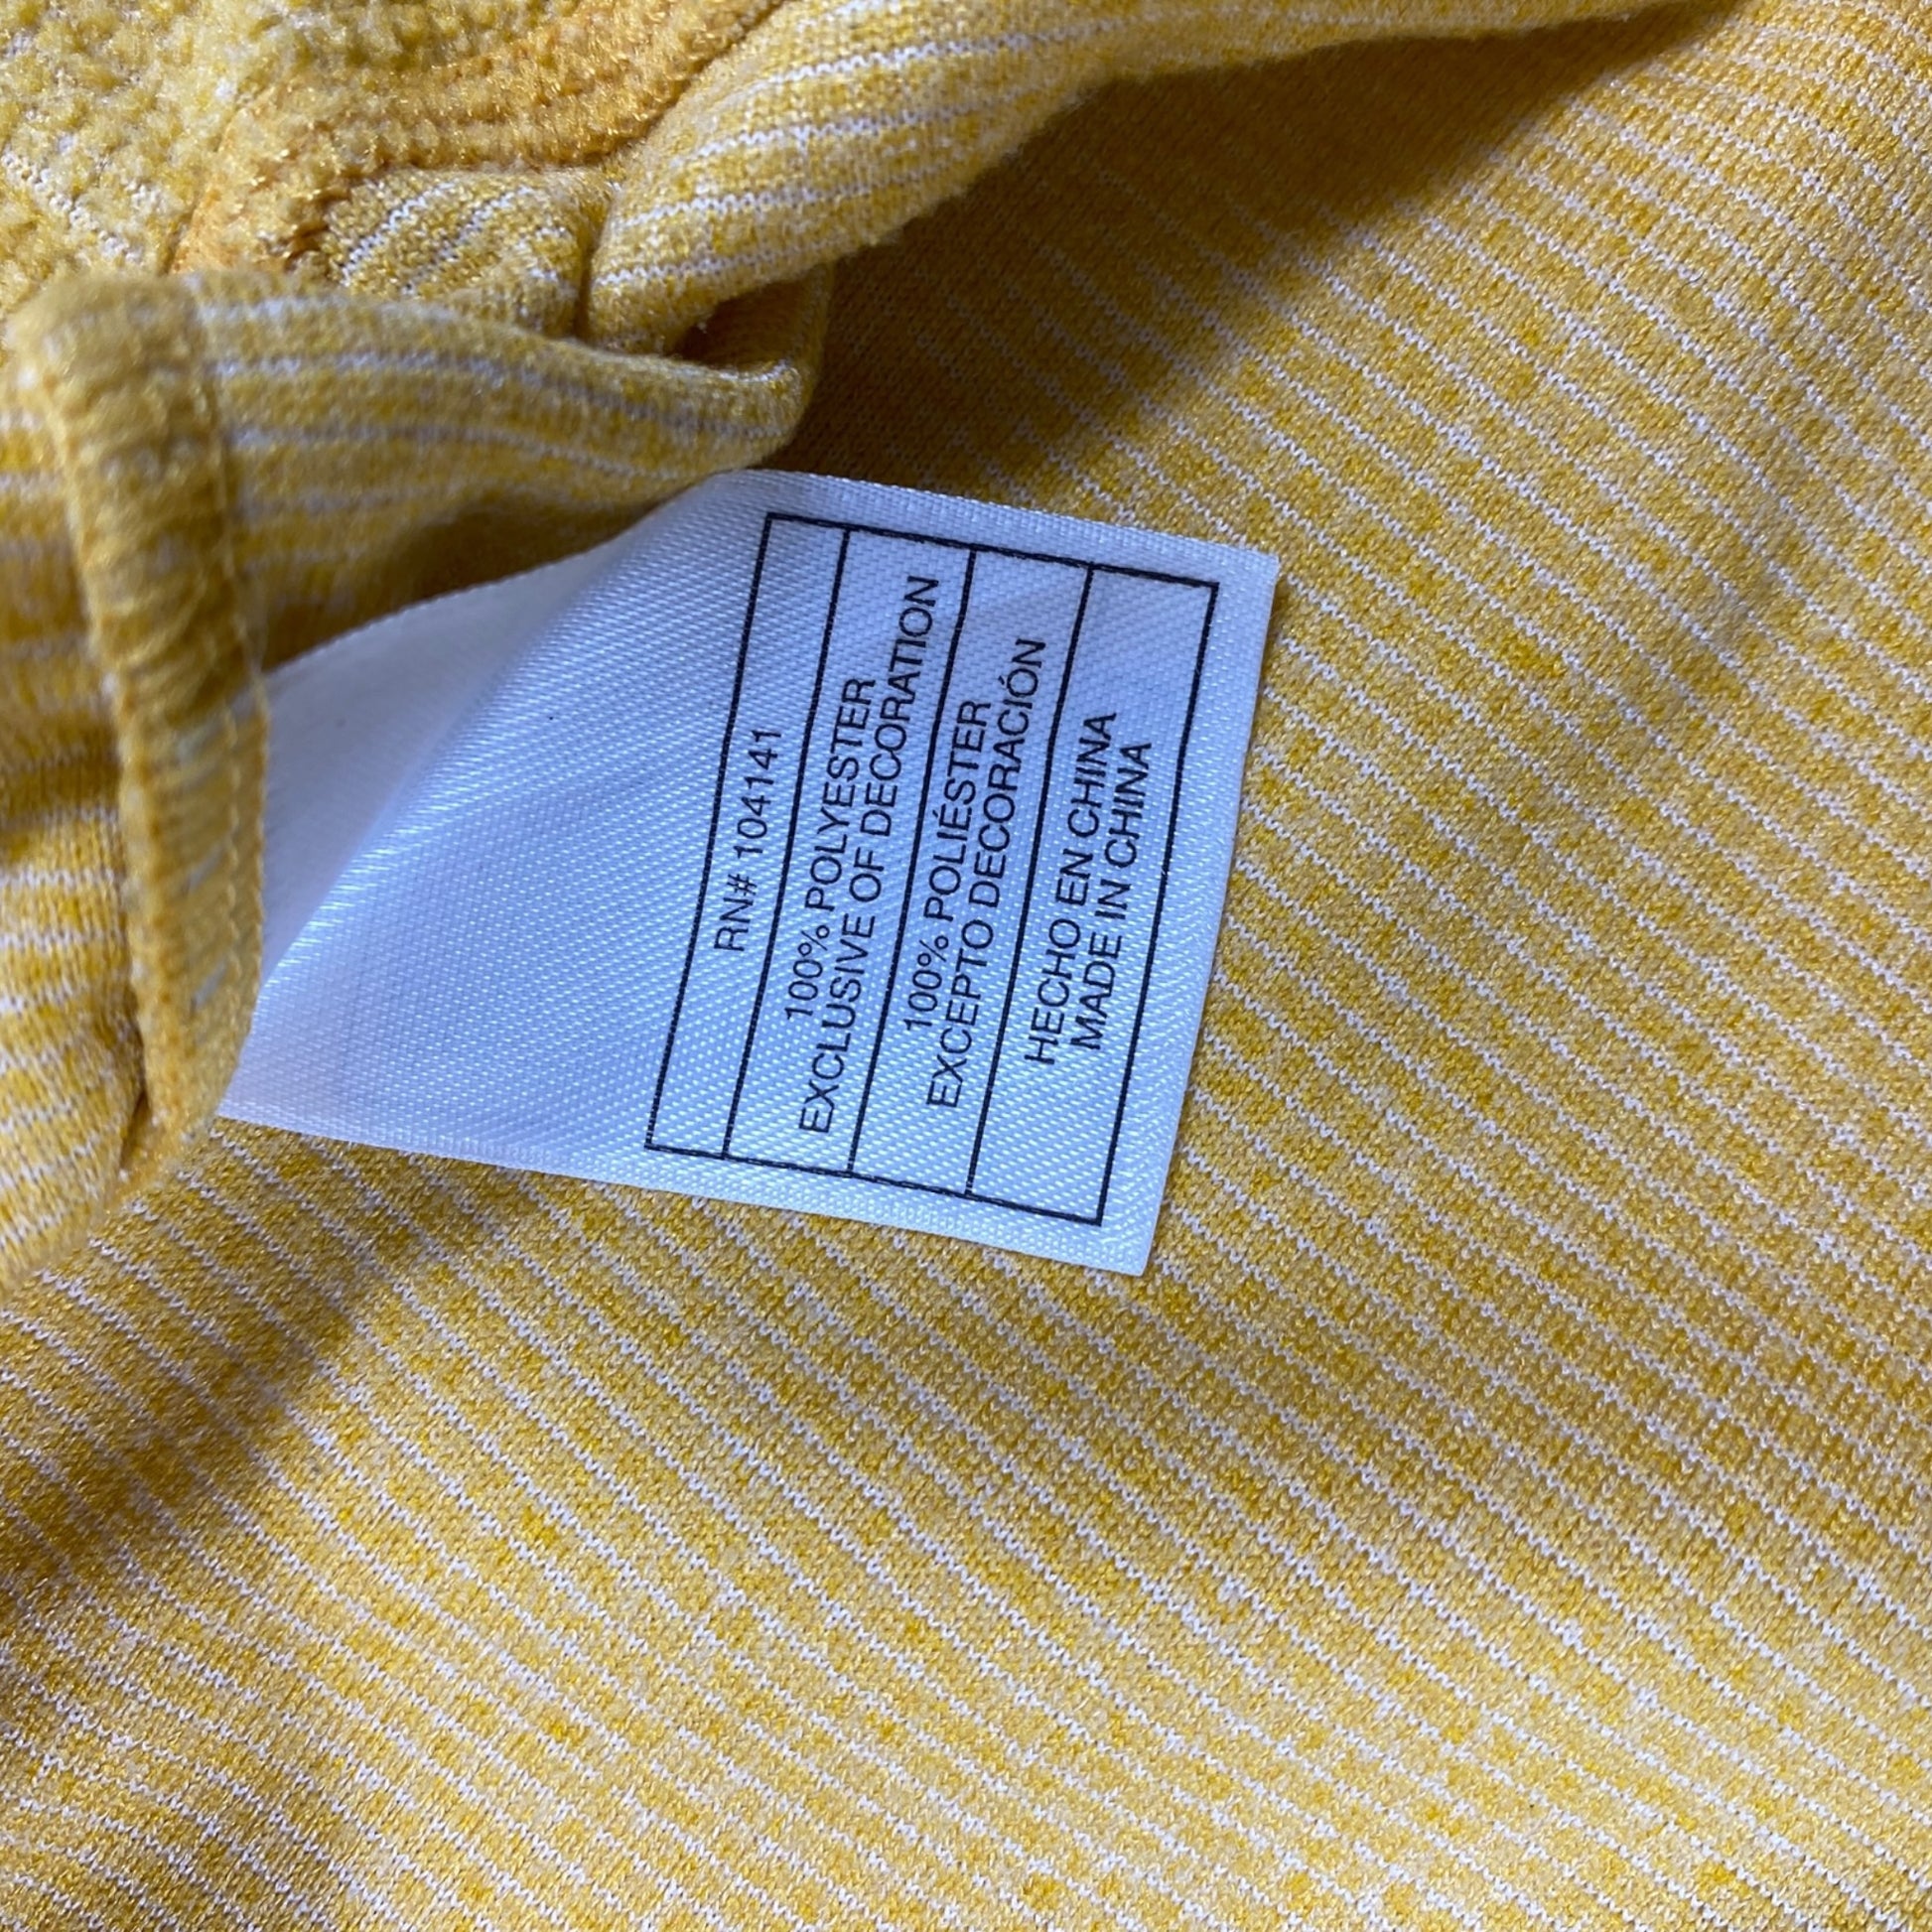 RN# 104141
100% POLYESTER
EXCLUSIVE OF DECORATION
100% POLIÉSTER
EXCEPTO DECORACIÓN
HECHO EN CHINA
MADE IN CHINA